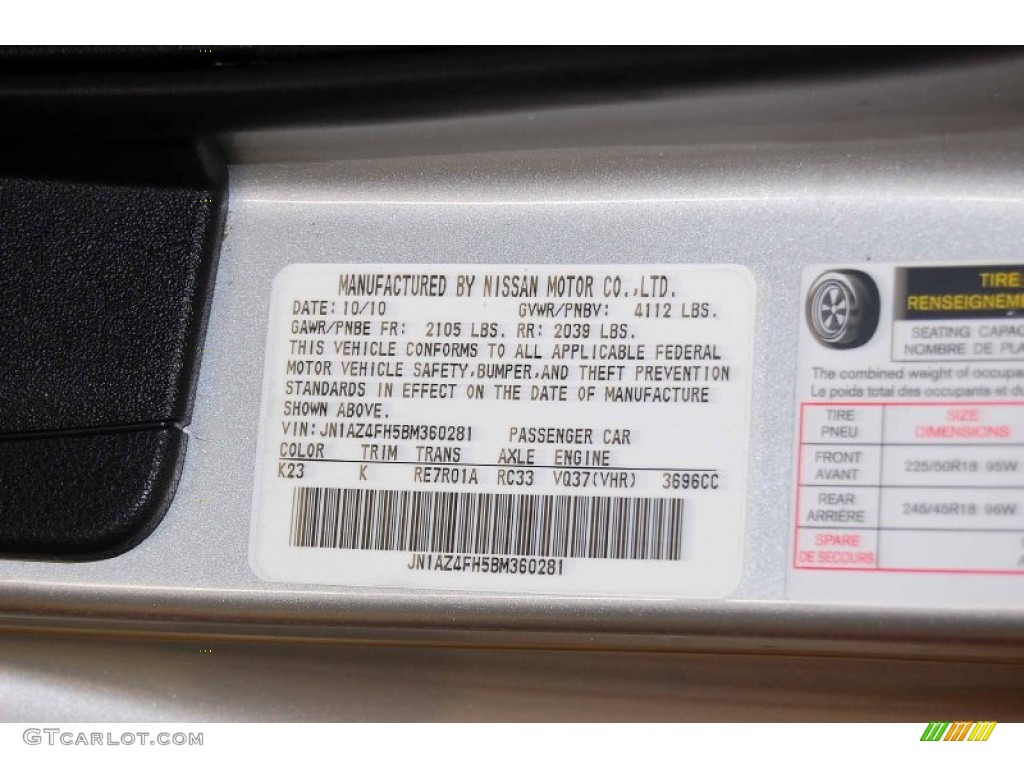 MANUFACTURED BY NISSAN MOTOR CO.,LTD.
DATE: 10/10 GVWR/PNBV: 4112 LBS.
GAWR/PNBE FR: 2105 LBS. RR: 2039 LBS.
THIS VEHICLE CONFORMS TO ALL APPLICABLE FEDERAL
MOTOR VEHICLE SAFETY,BUMPER,AND THEFT PREVENTION
STANDARDS IN EFFECT ON THE DATE OF MANUFACTURE
SHOWN ABOVE.
VIN:JN1AZ4FH5BM360281 PASSENGER CAR
COLOR TRIM TRANS AXLE ENGINE
K23 K RE7R01A RC33 VQ37(VHR) 3696CC
JN1AZ4FH5BM360281
TIRE
RENSEIGNEME
SEATING CAPAC
NOMBRE DE PLA
The combined weight of occupa
Le poids total des occupants et du
TIRE SIZE
PNEU DIMENSIONS
FRONT
AVANT 225/50R18 95W
REAR
ARRIÈRE 245/45R18 96W
SPARE
DE SECOURS
GTCARLOT.COM